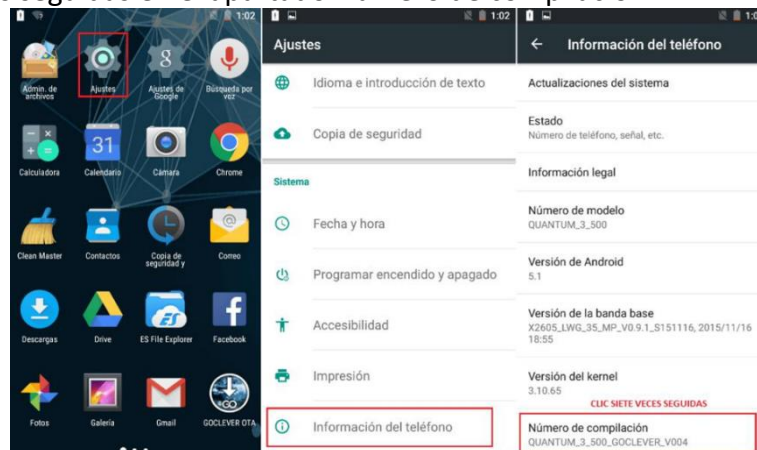 1:02
Admin. de
archivos
Ajustes
Ajustes de
Google
Búsqueda por
voz
Calculadora
31
Calendario
Cámara
Chrome
Clean Master
Contactos
Copia de
seguridad y
Correo
Descargas
Drive
ES File Explorer
Facebook
Fotos
Galería
Gmail
GOCLEVER OTA
1:02
Ajustes
Idioma e introducción de texto
Copia de seguridad
Sistema
Fecha y hora
Programar encendido y apagado
Accesibilidad
Impresión
Información del teléfono
Información del teléfono
Actualizaciones del sistema
Estado
Número de teléfono, señal, etc.
Información legal
Número de modelo
QUANTUM_3_500
Versión de Android
5.1
Versión de la banda base
X2605_LWG_35_MP_V0.9.1_S151116, 2015/11/16
18:55
Versión del kernel
3.10.65
CLIC SIETE VECES SEGUIDAS
Número de compilación
QUANTUM_3_500_GOCLEVER_V004